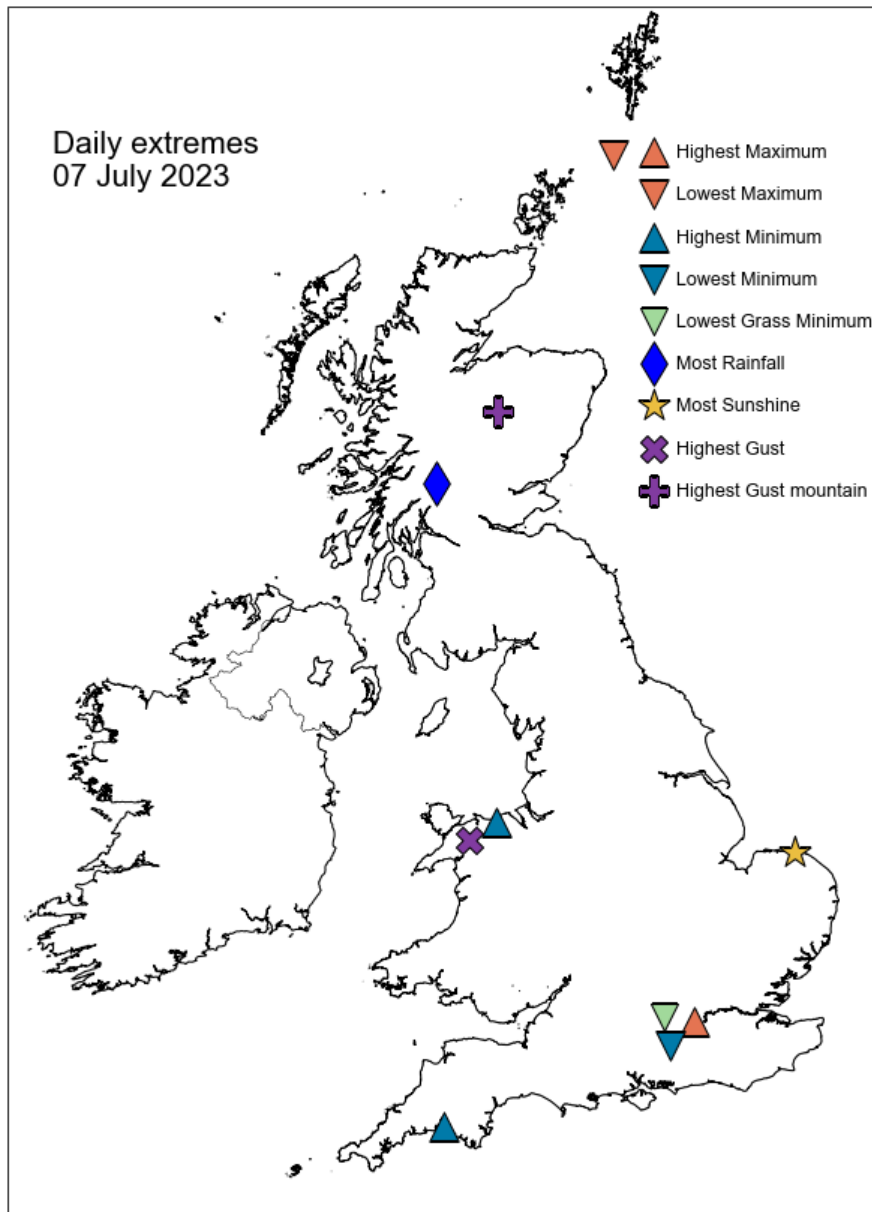 Daily extremes
07 July 2023
Highest Maximum
Lowest Maximum
Highest Minimum
Lowest Minimum
Lowest Grass Minimum
Most Rainfall
Most Sunshine
Highest Gust
Highest Gust mountain